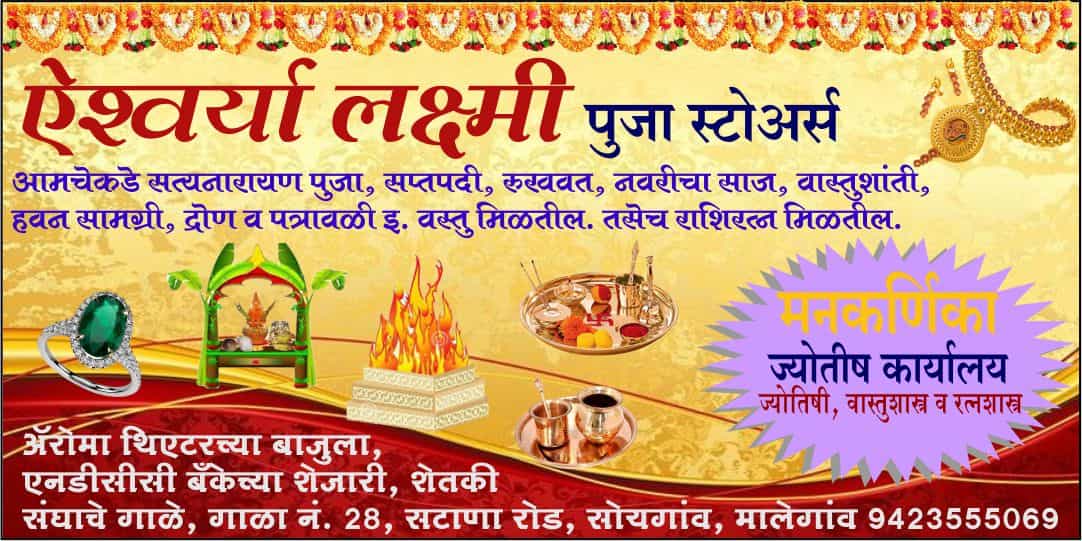 ऐश्वर्या लक्ष्मी पुजा स्टोअर्स
आमचेकडे सत्यनारायण पुजा, सप्तपदी, रुखवत, नवरीचा साज, वास्तुशांती,
हवन सामग्री, द्रोण व पत्रावळी इ. वस्तु मिळतील. तसेच राशिरत्न मिळतील.
मनकर्णिका
ज्योतीष कार्यालय
ज्योतिषी, वास्तुशास्त्र व रत्नशास्त्र
ॲरोमा थिएटरच्या बाजुला,
एनडीसीसी बँकेच्या शेजारी, शेतकी
संघाचे गाळे, गाळा नं. 28, सटाणा रोड, सोयगांव, मालेगांव 9423555069